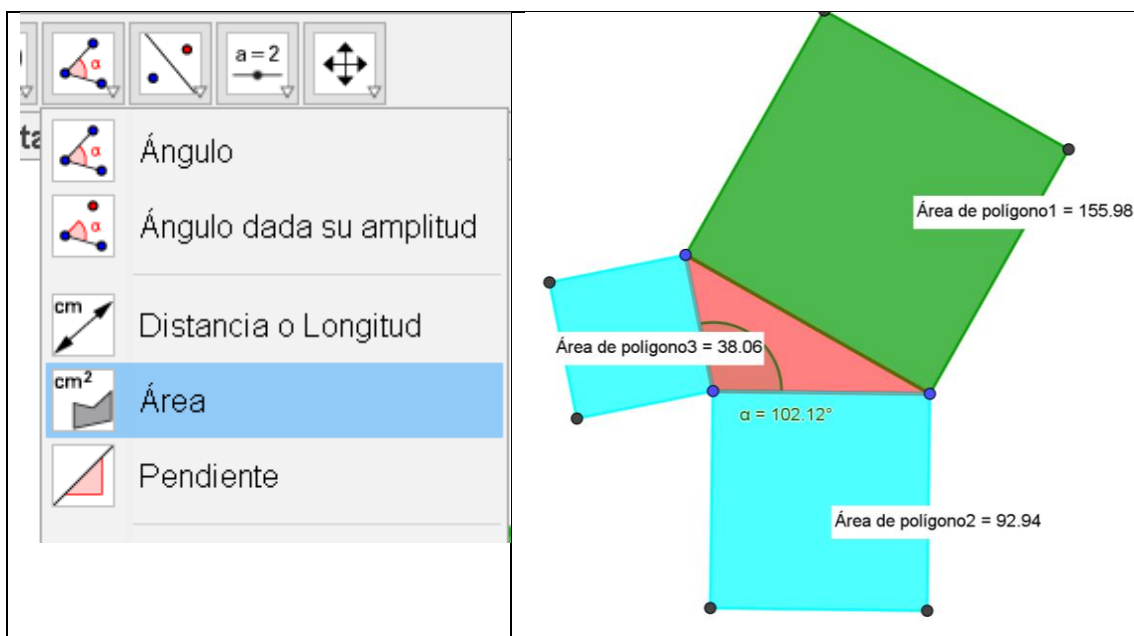 a = 2
α
ta
α
Ángulo
α
Ángulo dada su amplitud
cm
Distancia o Longitud
cm²
Área
Pendiente
Área de polígono1 = 155.98
Área de polígono3 = 38.06
α = 102.12°
Área de polígono2 = 92.94